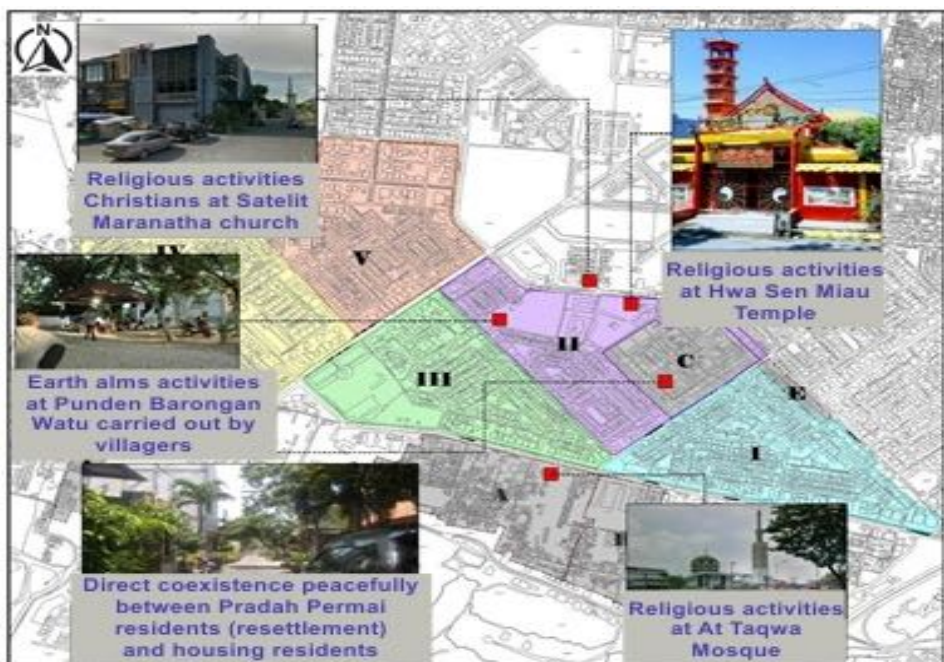 N
Religious activities
Christians at Satelit
Maranatha church
Religious activities
at Hwa Sen Miau
Temple
IV
V
II
C
III
E
I
A
Earth alms activities
at Punden Barongan
Watu carried out by
villagers
Direct coexistence peacefully
between Pradah Permai
residents (resettlement)
and housing residents
Religious activities
at At Taqwa
Mosque